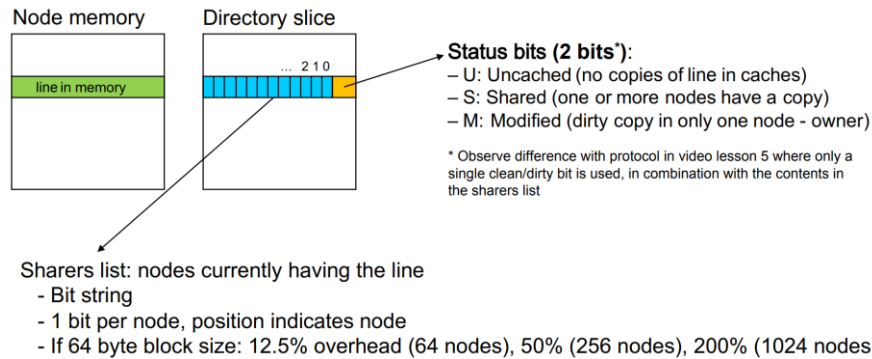 Node memory
Directory slice
... 2 1 0
line in memory
Status bits (2 bits*):
– U: Uncached (no copies of line in caches)
– S: Shared (one or more nodes have a copy)
– M: Modified (dirty copy in only one node - owner)
* Observe difference with protocol in video lesson 5 where only a
single clean/dirty bit is used, in combination with the contents in
the sharers list
Sharers list: nodes currently having the line
- Bit string
- 1 bit per node, position indicates node
- If 64 byte block size: 12.5% overhead (64 nodes), 50% (256 nodes), 200% (1024 nodes